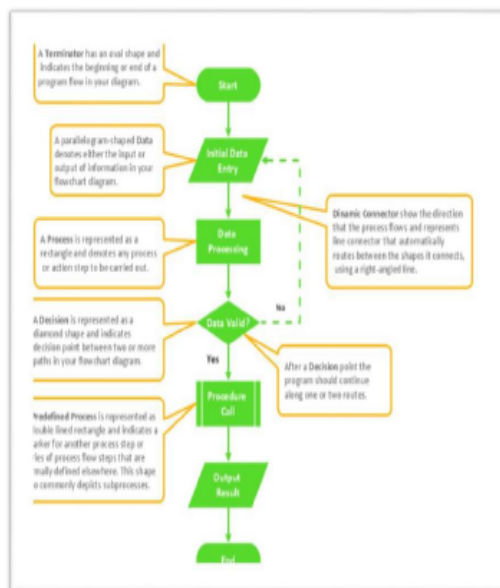 A Terminator has an oval shape and
indicates the beginning or end of a
program flow in your diagram.
Start
A parallelogram-shaped Data
denotes either the input or
output of information in your
flowchart diagram.
Initial Data
Entry
Dinamic Connector show the direction
that the process flows and represents
line connector that automatically
routes between the shapes it connects,
using a right-angled line.
A Process is represented as a
rectangle and denotes any process
or action step to be carried out.
Data
Processing
A Decision is represented as a
diamond shape and indicates
decision point between two or more
paths in your flowchart diagram.
Data Valid?
No
Yes
After a Decision point the
program should continue
along one or two routes.
redefined Process is represented as
ouble lined rectangle and indicates a
arker for another process step or
ries of process flow steps that are
mally defined elsewhere. This shape
o commonly depicts subprocesses.
Procedure
Call
Output
Result
End